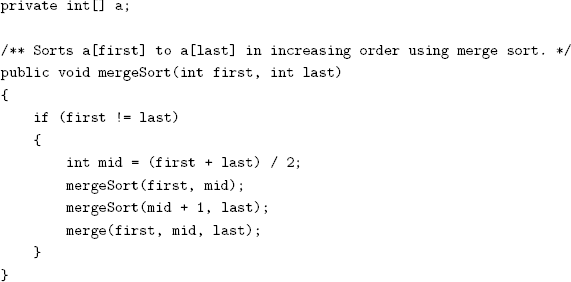 private int[] a;
/** Sorts a[first] to a[last] in increasing order using merge sort. */
public void mergeSort(int first, int last)
{
    if (first != last)
    {
        int mid = (first + last) / 2;
        mergeSort(first, mid);
        mergeSort(mid + 1, last);
        merge(first, mid, last);
    }
}